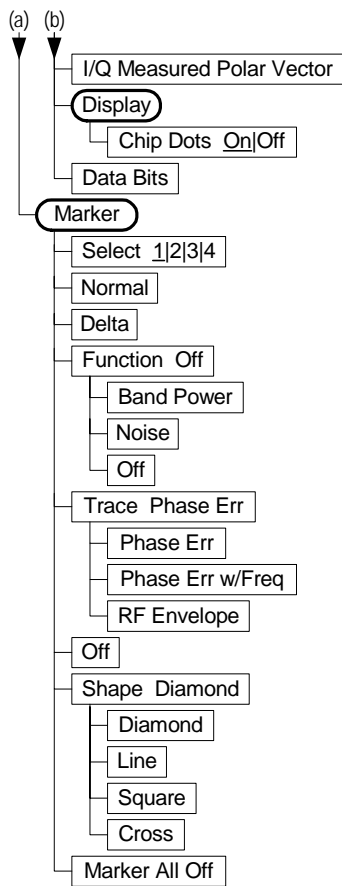 (a) (b)
I/Q Measured Polar Vector
Display
Chip Dots On|Off
Data Bits
Marker
Select 1|2|3|4
Normal
Delta
Function Off
Band Power
Noise
Off
Trace Phase Err
Phase Err
Phase Err w/Freq
RF Envelope
Off
Shape Diamond
Diamond
Line
Square
Cross
Marker All Off